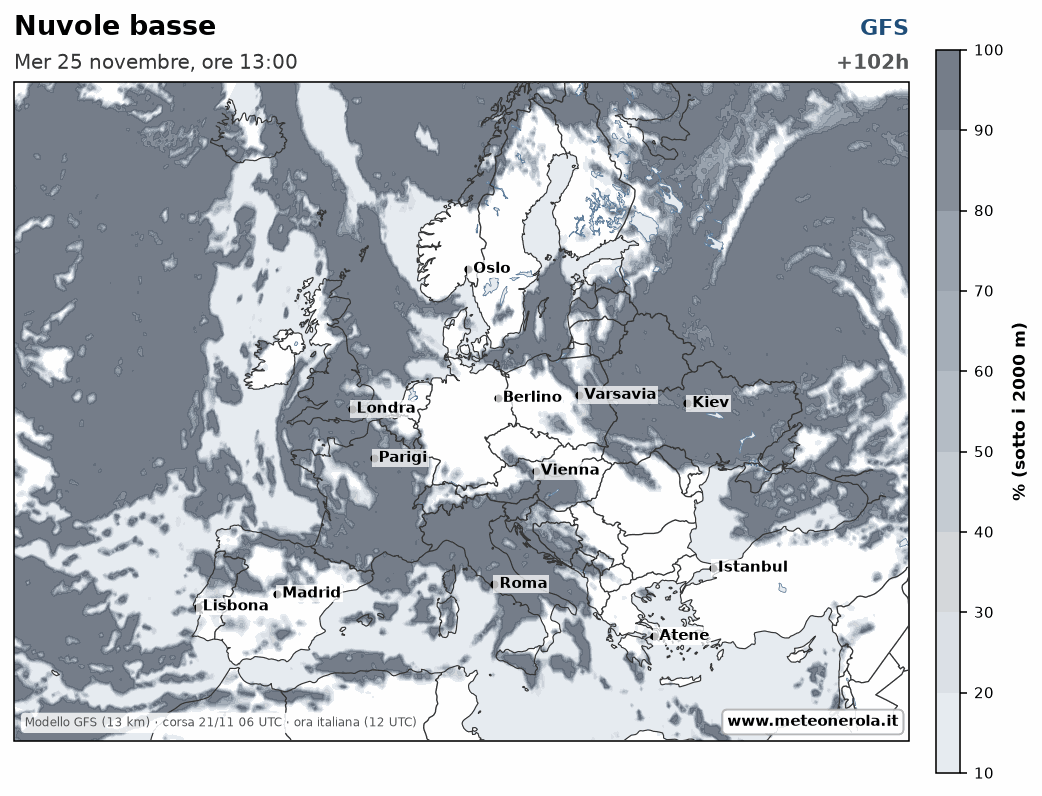 Nuvole basse
GFS
Mer 25 novembre, ore 13:00
+102h
100
90
80
70
60
50
40
30
20
10
% (sotto i 2000 m)
Oslo
Berlino
Varsavia
Kiev
Londra
Parigi
Vienna
Istanbul
Roma
Madrid
Lisbona
Atene
Modello GFS (13 km) · corsa 21/11 06 UTC · ora italiana (12 UTC)
www.meteonerola.it